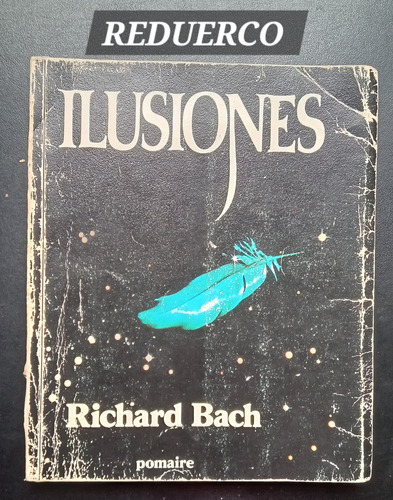 REDUERCO
ILUSIONES
Richard Bach
pomaire